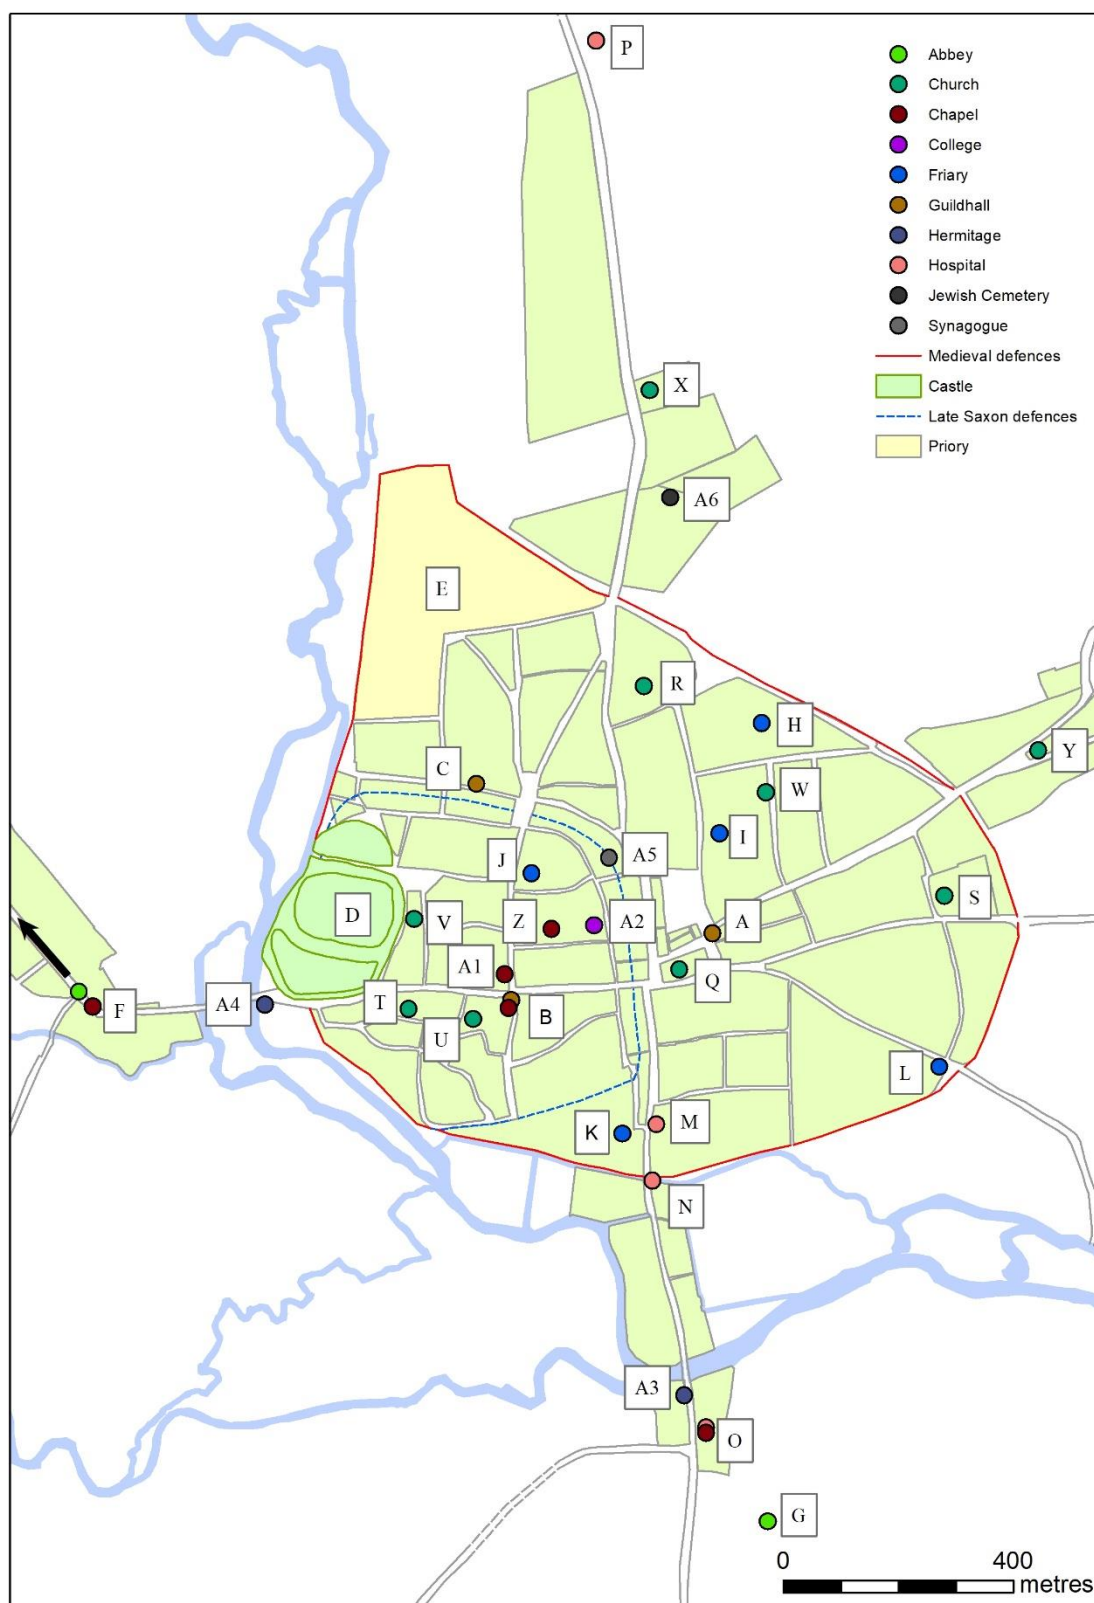 P
Abbey
Church
Chapel
College
Friary
Guildhall
Hermitage
Hospital
Jewish Cemetery
Synagogue
Medieval defences
Castle
Late Saxon defences
Priory
X
A6
E
R
H
Y
C
W
I
J
A5
D
V
Z
A2
A
S
A1
Q
F
A4
T
B
U
L
K
M
N
A3
O
G
0 400
metres